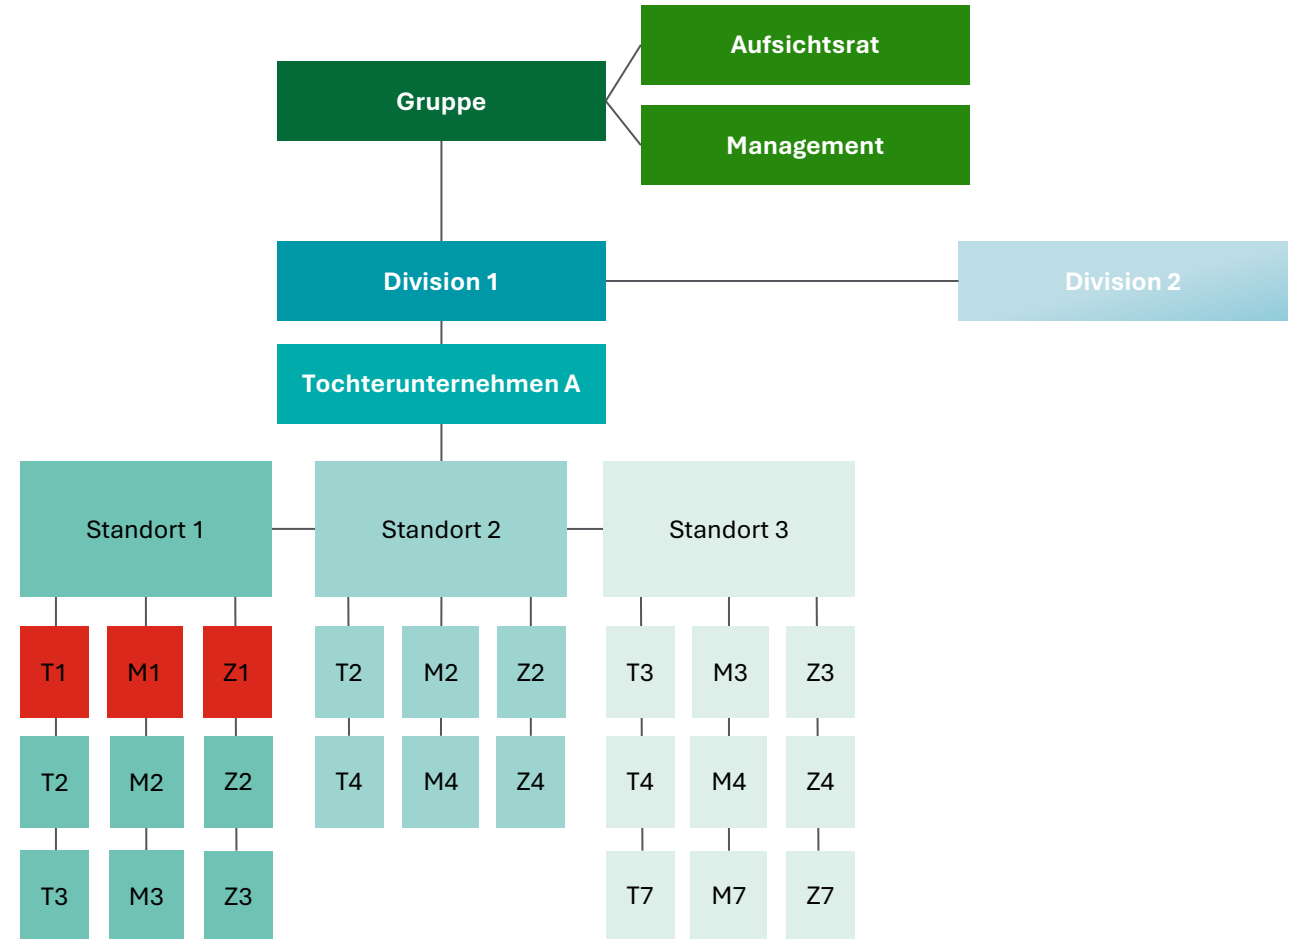 Aufsichtsrat
Gruppe
Management
Division 1
Division 2
Tochterunternehmen A
Standort 1
Standort 2
Standort 3
T1
M1
Z1
T2
M2
Z2
T3
M3
Z3
T2
M2
Z2
T4
M4
Z4
T3
M3
Z3
T4
M4
Z4
T7
M7
Z7